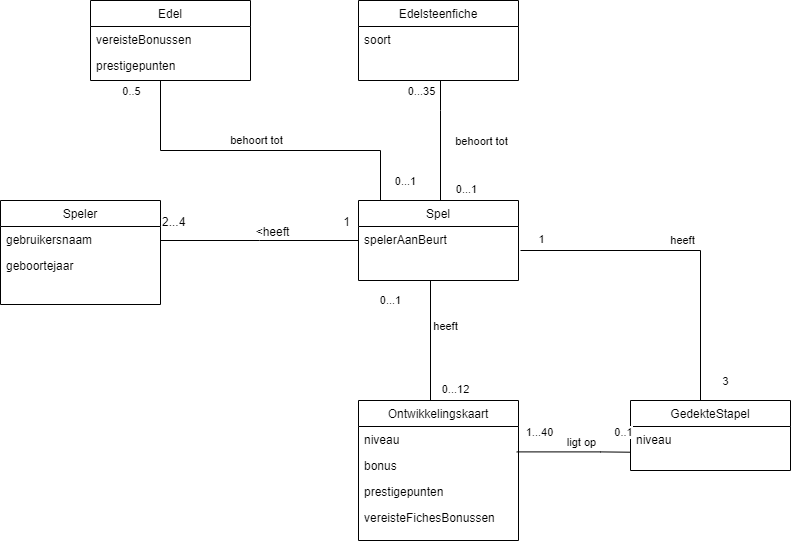 Edel
vereisteBonussen
prestigepunten
Edelsteenfiche
soort
0..5
0...35
behoort tot
behoort tot
0...1
0...1
Speler
gebruikersnaam
geboortejaar
2...4
<heeft
1
Spel
spelerAanBeurt
1
heeft
0...1
heeft
0...12
3
Ontwikkelingskaart
niveau
bonus
prestigepunten
vereisteFichesBonussen
1...40
ligt op
0..1
GedekteStapel
niveau